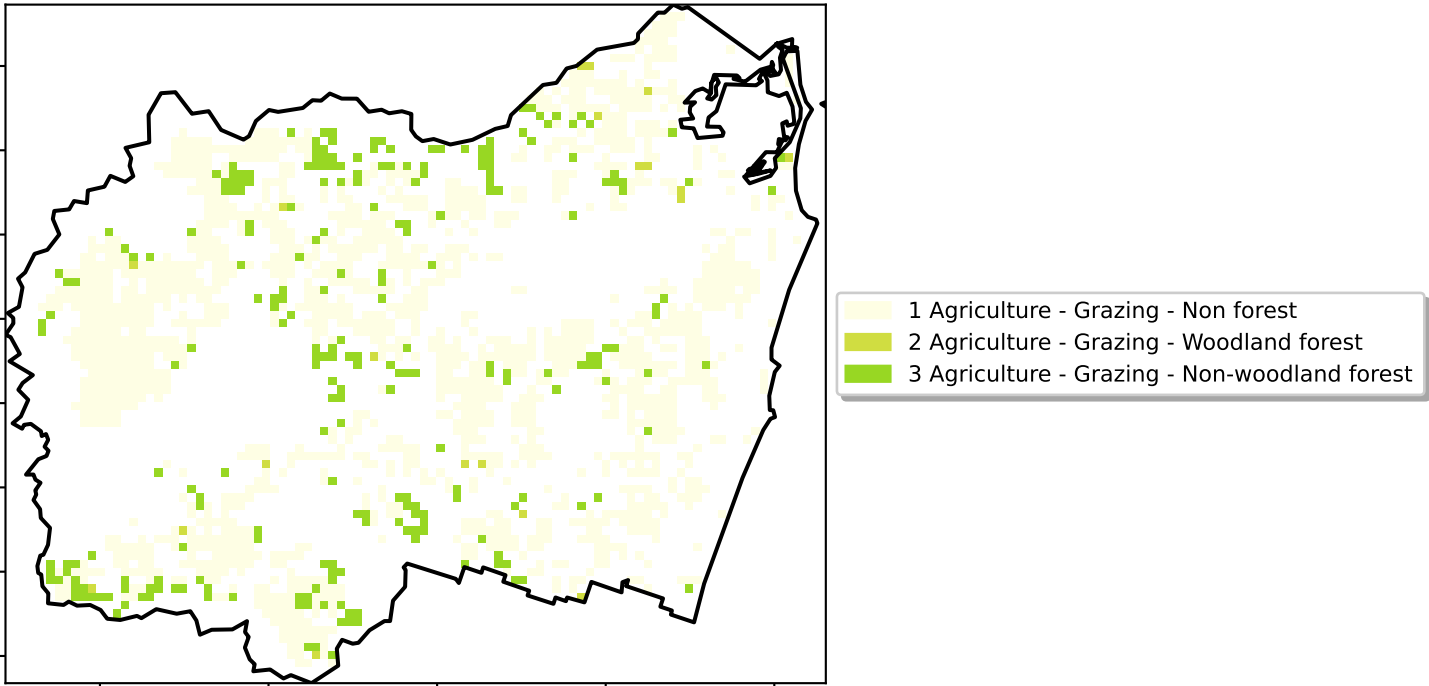 1 Agriculture - Grazing - Non forest
2 Agriculture - Grazing - Woodland forest
3 Agriculture - Grazing - Non-woodland forest